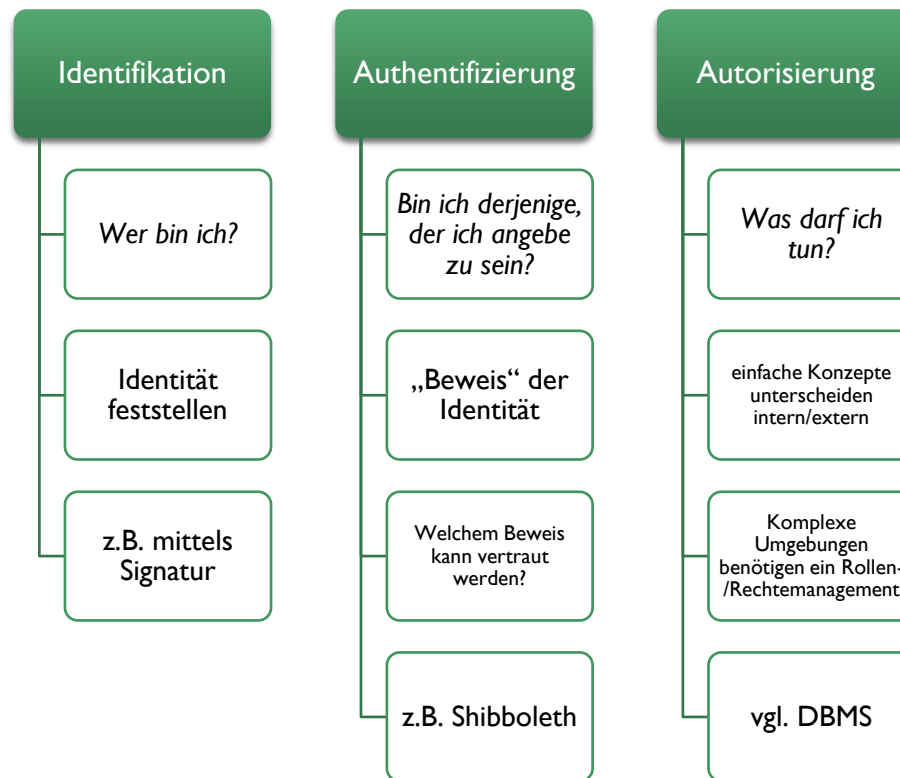 Identifikation
Wer bin ich?
Identität
feststellen
z.B. mittels
Signatur
Authentifizierung
Bin ich derjenige,
der ich angebe
zu sein?
„Beweis“ der
Identität
Welchem Beweis
kann vertraut
werden?
z.B. Shibboleth
Autorisierung
Was darf ich
tun?
einfache Konzepte
unterscheiden
intern/extern
Komplexe
Umgebungen
benötigen ein Rollen-
/Rechtemanagement
vgl. DBMS